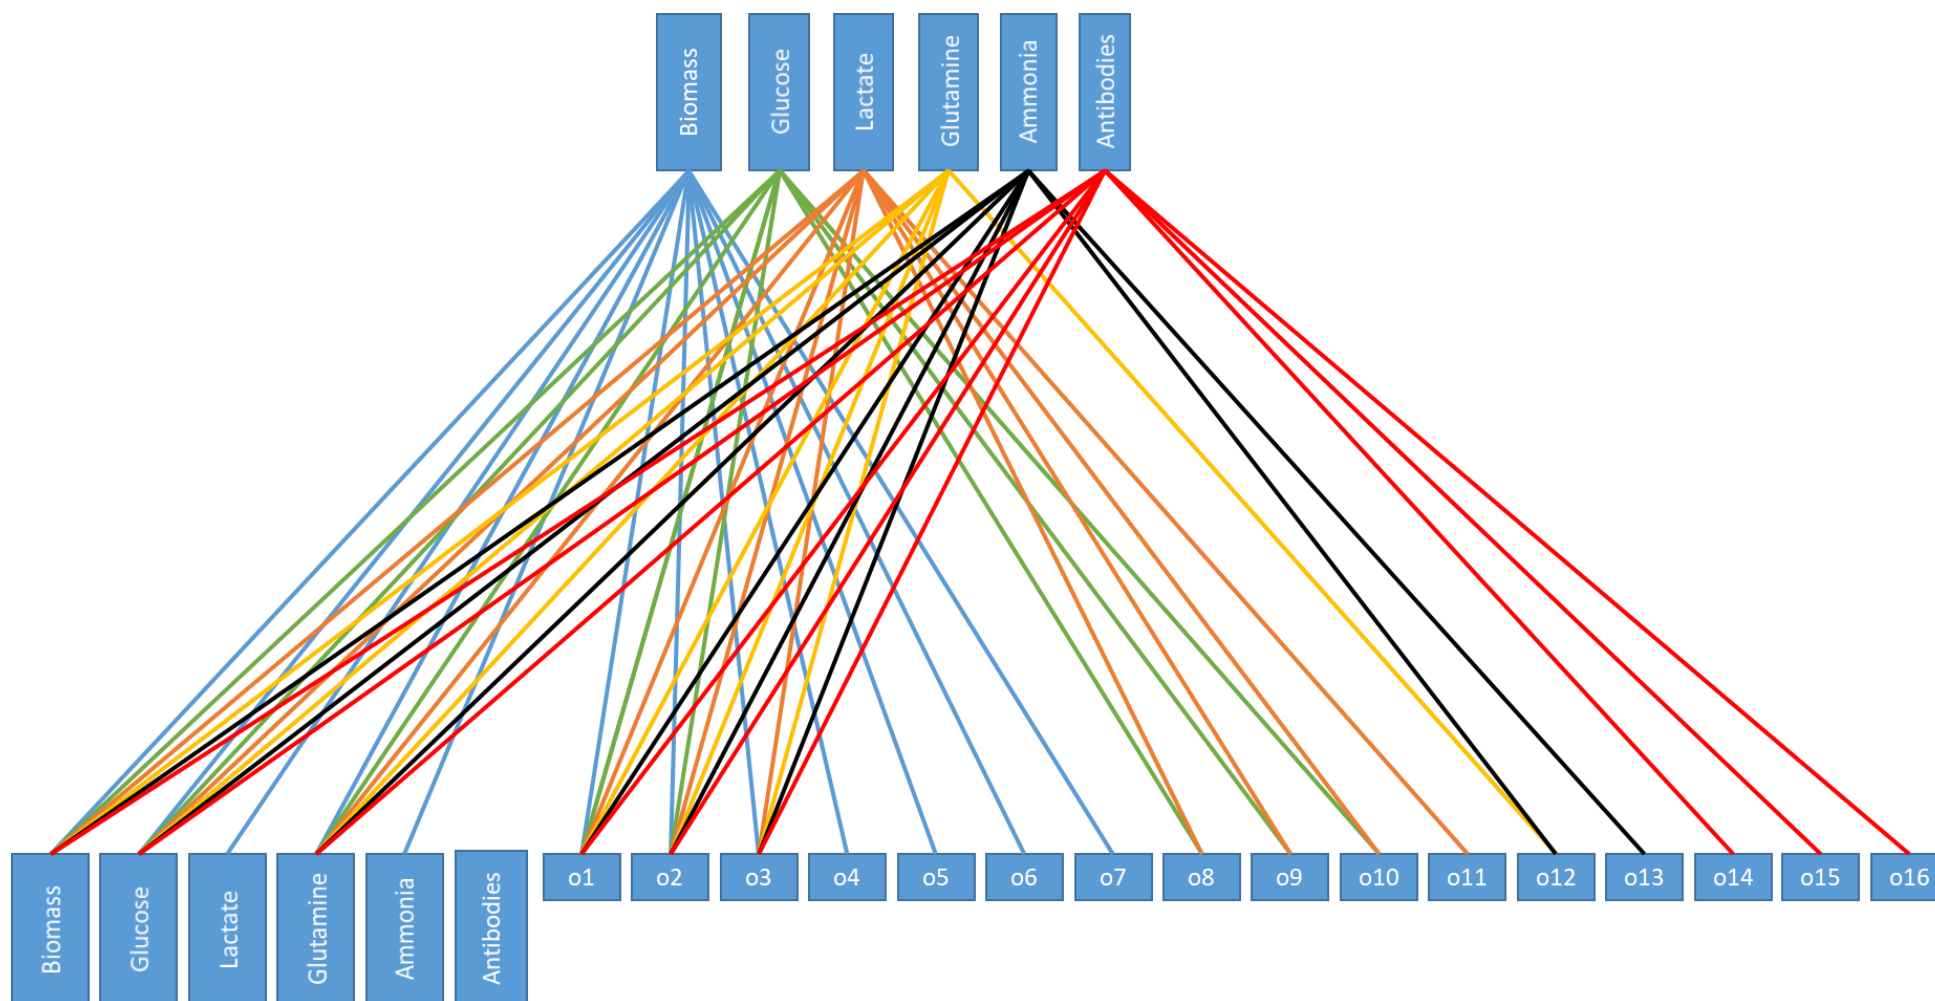 Biomass
Glucose
Lactate
Glutamine
Ammonia
Antibodies
Biomass
Glucose
Lactate
Glutamine
Ammonia
Antibodies
o1
o2
o3
o4
o5
o6
o7
o8
o9
o10
o11
o12
o13
o14
o15
o16